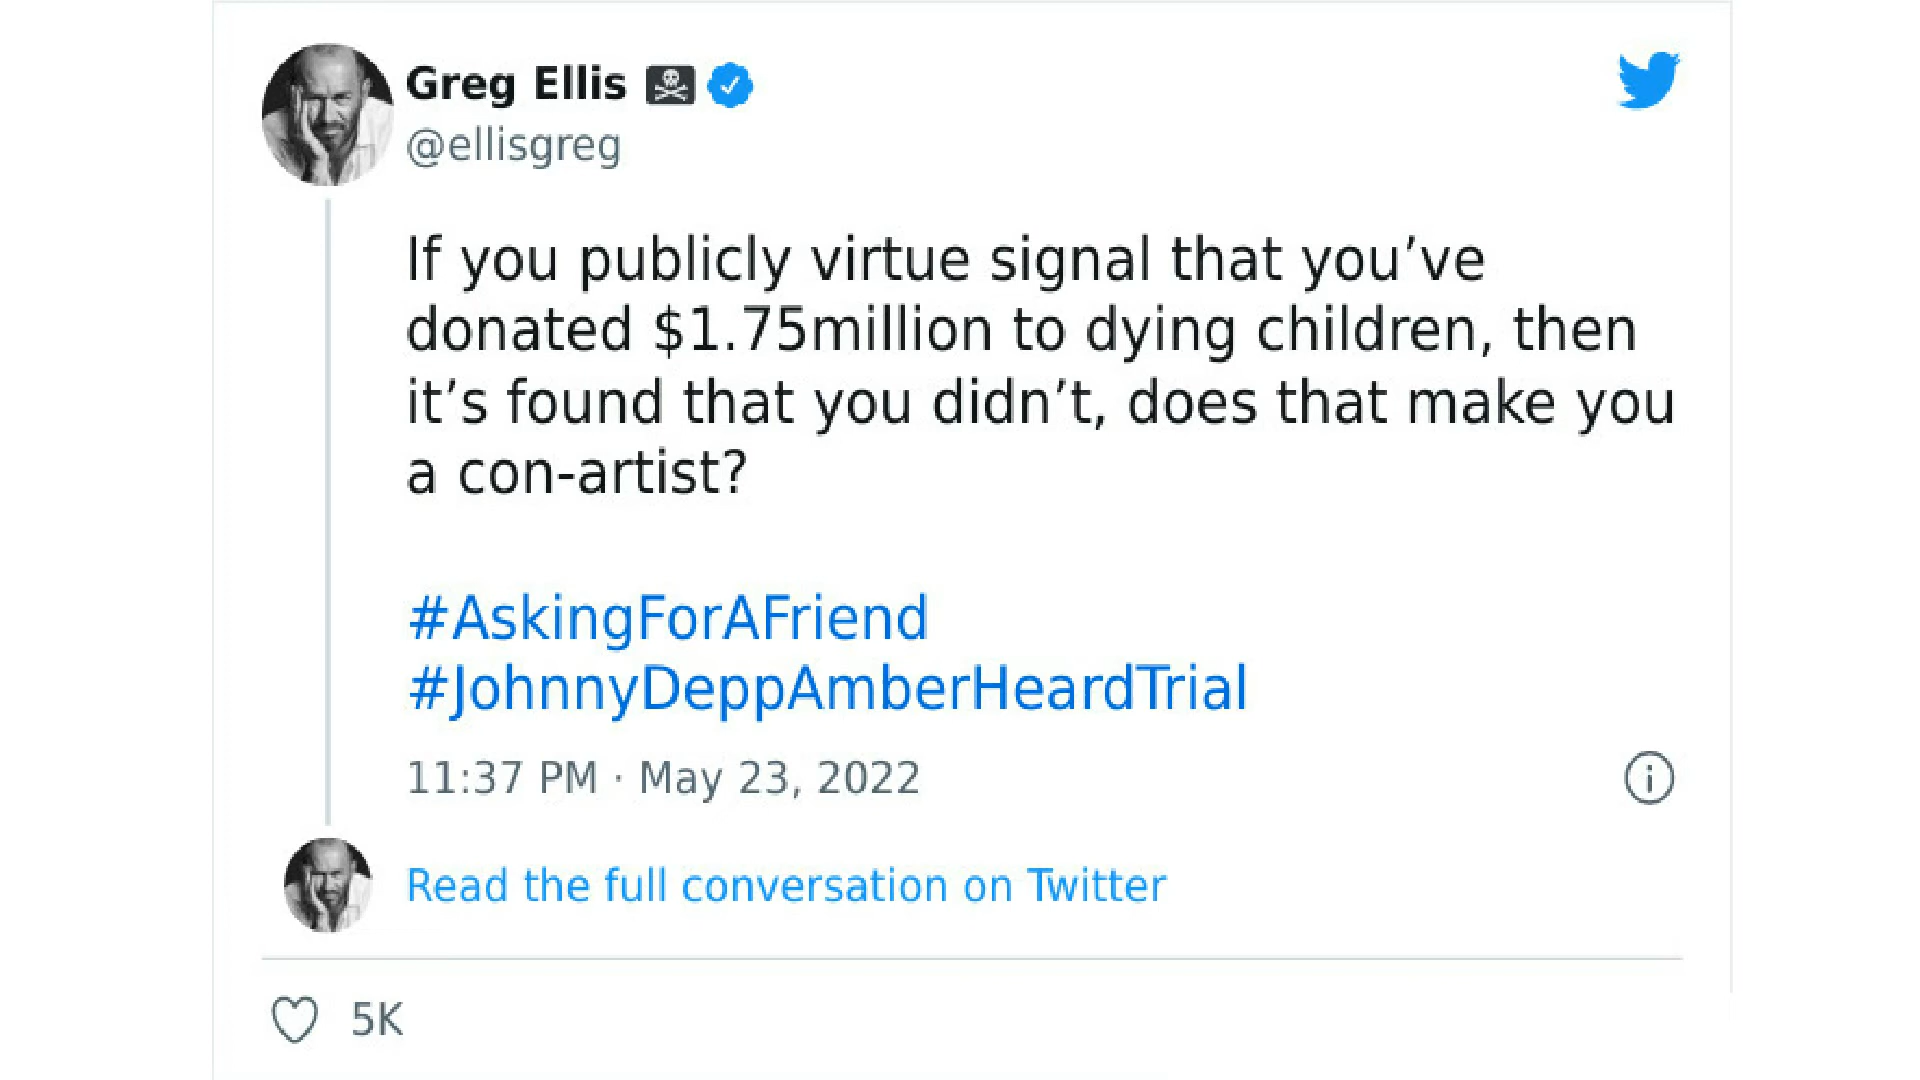 Greg Ellis 🏴‍☠️
@ellisgreg
If you publicly virtue signal that you’ve
donated $1.75million to dying children, then
it’s found that you didn’t, does that make you
a con-artist?
#AskingForAFriend
#JohnnyDeppAmberHeardTrial
11:37 PM · May 23, 2022
Read the full conversation on Twitter
5K